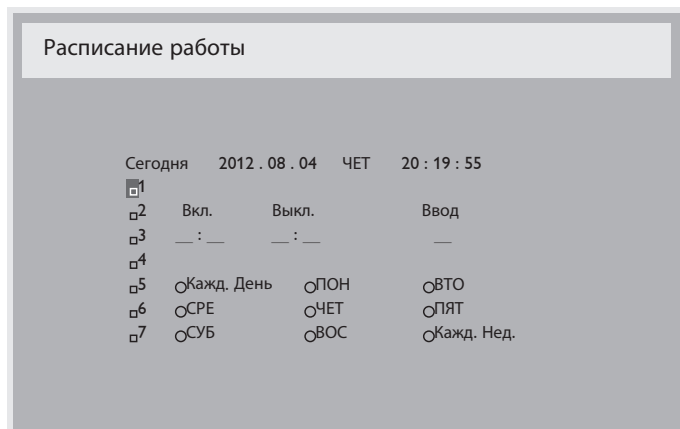 Расписание работы
Сегодня 2012 . 08 . 04 ЧЕТ 20 : 19 : 55
1
2 Вкл. Выкл. Ввод
3 __ : __ __ : __ __
4
5 Кажд. День ПОН ВТО
6 СРЕ ЧЕТ ПЯТ
7 СУБ ВОС Кажд. Нед.